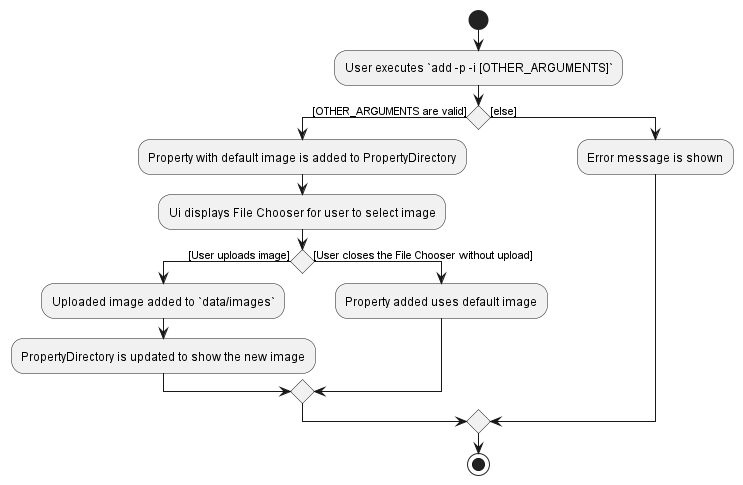 User executes `add -p -i [OTHER_ARGUMENTS]`
[OTHER_ARGUMENTS are valid]
[else]
Property with default image is added to PropertyDirectory
Error message is shown
Ui displays File Chooser for user to select image
[User uploads image]
[User closes the File Chooser without upload]
Uploaded image added to `data/images`
Property added uses default image
PropertyDirectory is updated to show the new image